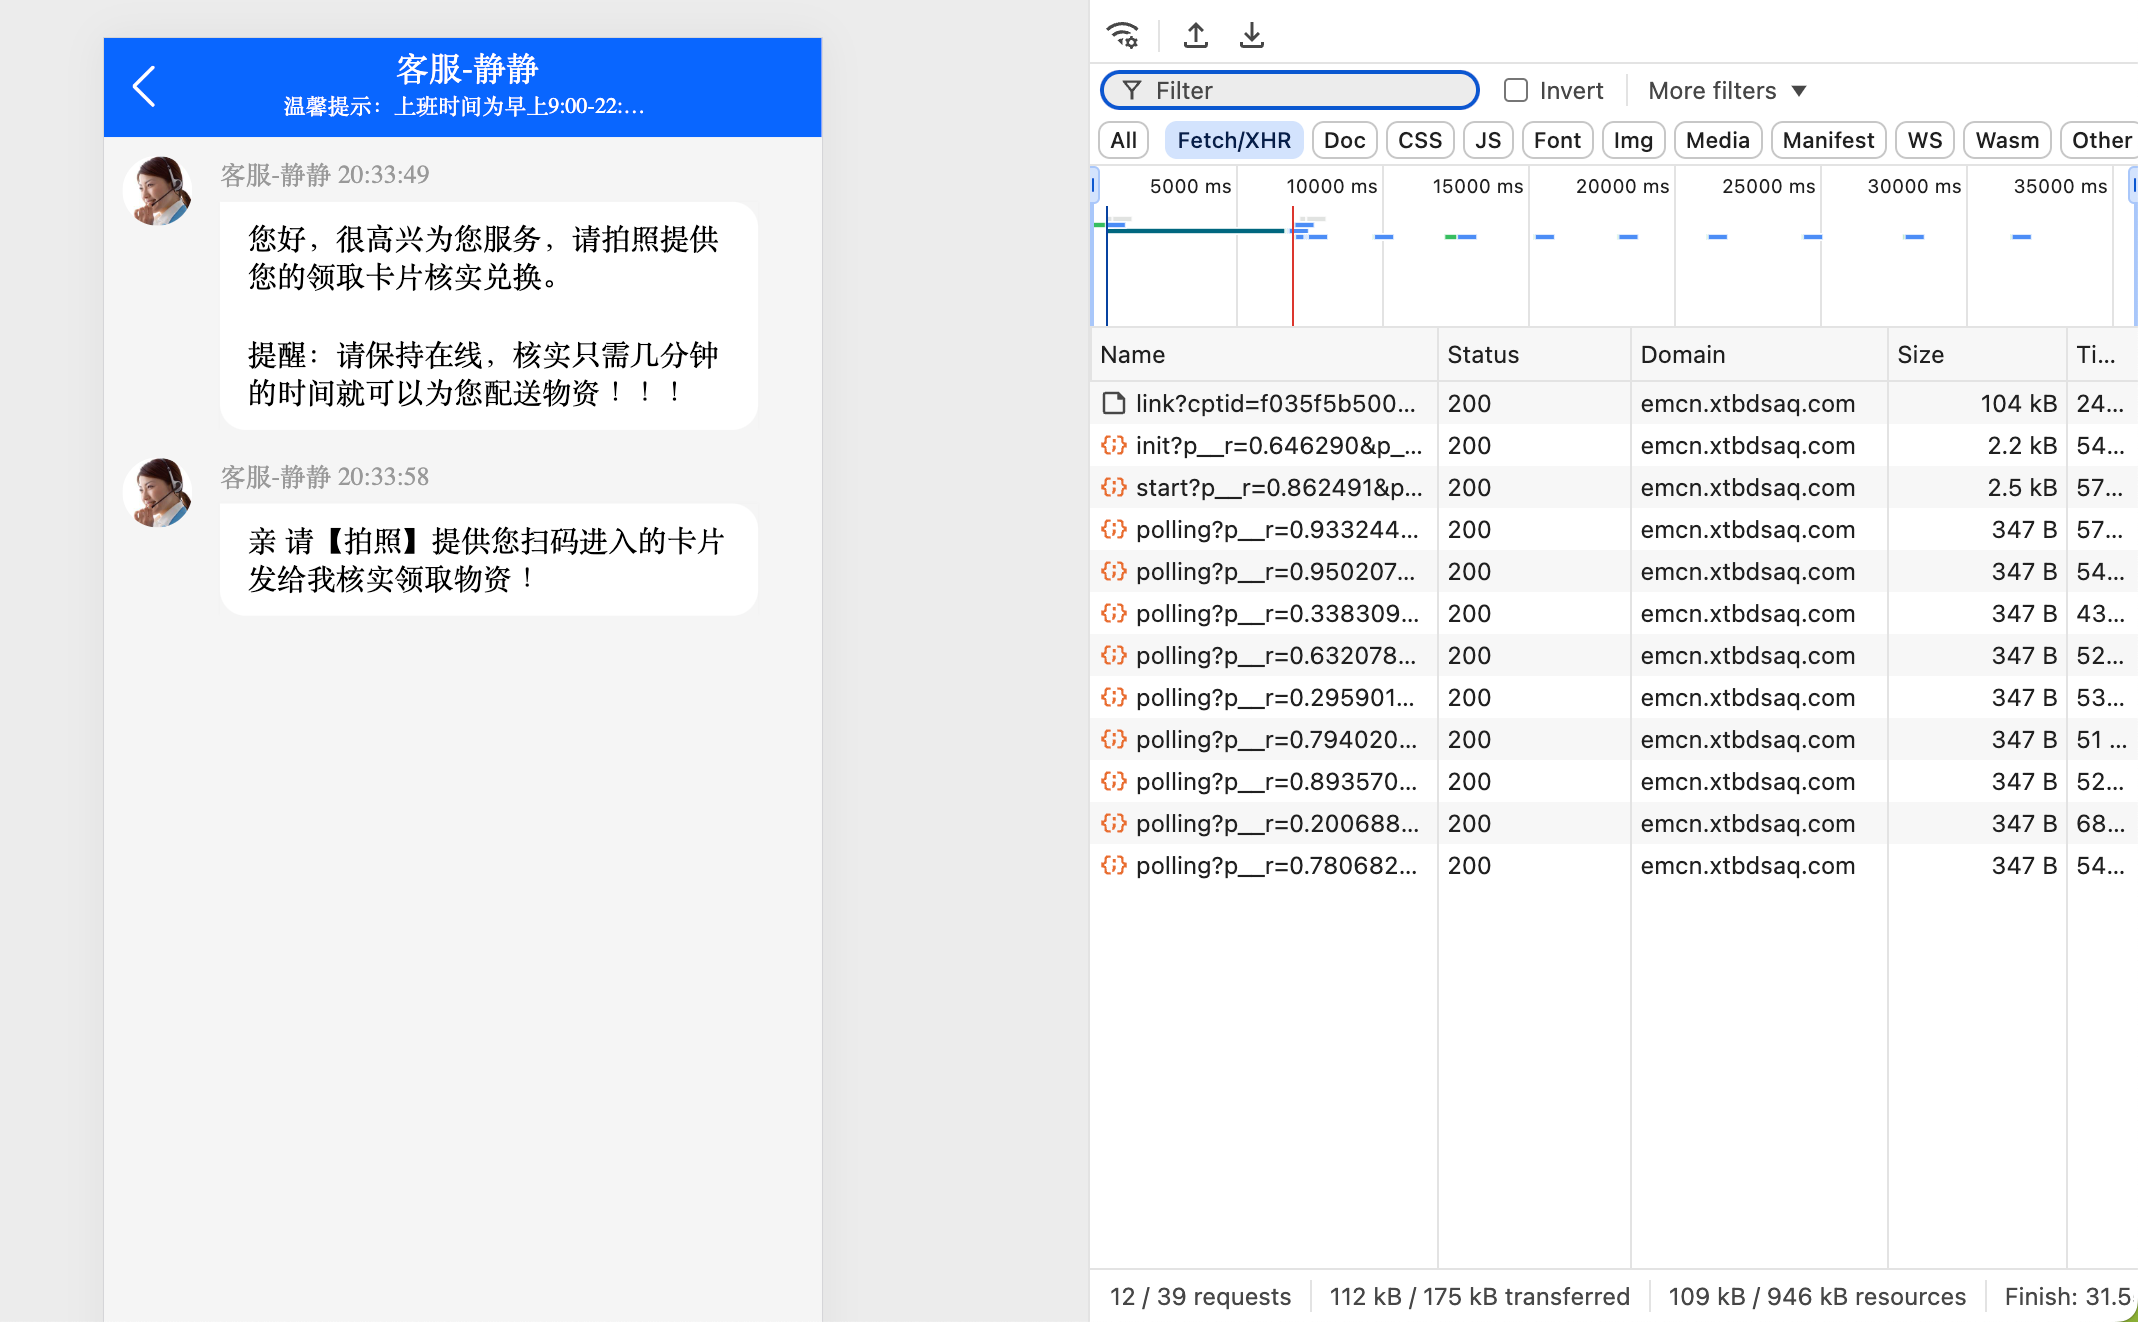 客服-静静
温馨提示：上班时间为早上9:00-22:...
客服-静静 20:33:49
您好，很高兴为您服务，请拍照提供
您的领取卡片核实兑换。
提醒：请保持在线，核实只需几分钟
的时间就可以为您配送物资！！！
客服-静静 20:33:58
亲 请【拍照】提供您扫码进入的卡片
发给我核实领取物资！
Filter
Invert
More filters
All Fetch/XHR Doc CSS JS Font Img Media Manifest WS Wasm Other
5000 ms 10000 ms 15000 ms 20000 ms 25000 ms 30000 ms 35000 ms
Name Status Domain Size Ti...
link?cptid=f035f5b500... 200 emcn.xtbdsaq.com 104 kB 24...
init?p__r=0.646290&p_... 200 emcn.xtbdsaq.com 2.2 kB 54...
start?p__r=0.862491&p... 200 emcn.xtbdsaq.com 2.5 kB 57...
polling?p__r=0.933244... 200 emcn.xtbdsaq.com 347 B 57...
polling?p__r=0.950207... 200 emcn.xtbdsaq.com 347 B 54...
polling?p__r=0.338309... 200 emcn.xtbdsaq.com 347 B 43...
polling?p__r=0.632078... 200 emcn.xtbdsaq.com 347 B 52...
polling?p__r=0.295901... 200 emcn.xtbdsaq.com 347 B 53...
polling?p__r=0.794020... 200 emcn.xtbdsaq.com 347 B 51 ...
polling?p__r=0.893570... 200 emcn.xtbdsaq.com 347 B 52...
polling?p__r=0.200688... 200 emcn.xtbdsaq.com 347 B 68...
polling?p__r=0.780682... 200 emcn.xtbdsaq.com 347 B 54...
12 / 39 requests 112 kB / 175 kB transferred 109 kB / 946 kB resources Finish: 31.5